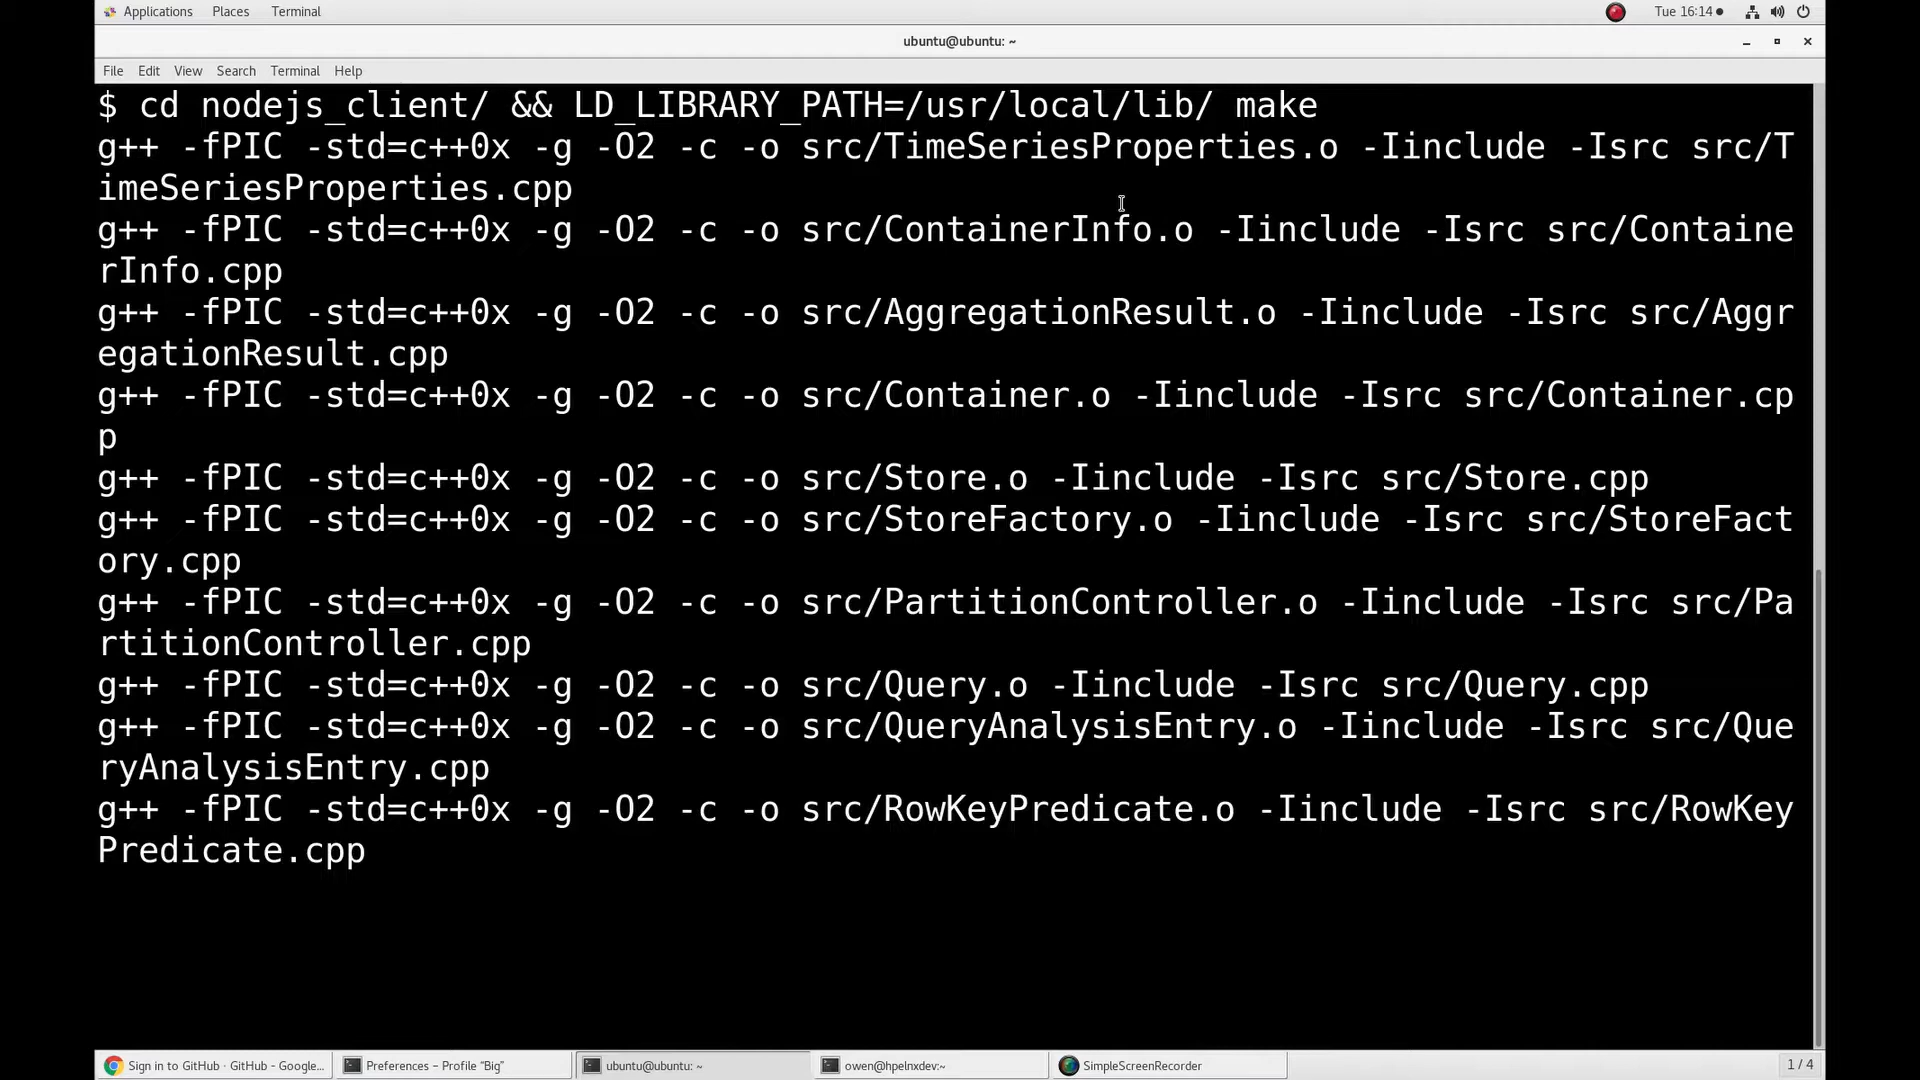 Applications Places Terminal Tue 16:14
ubuntu@ubuntu: ~
File Edit View Search Terminal Help
$ cd nodejs_client/ && LD_LIBRARY_PATH=/usr/local/lib/ make
g++ -fPIC -std=c++0x -g -O2 -c -o src/TimeSeriesProperties.o -Iinclude -Isrc src/T
imeSeriesProperties.cpp
g++ -fPIC -std=c++0x -g -O2 -c -o src/ContainerInfo.o -Iinclude -Isrc src/Containe
rInfo.cpp
g++ -fPIC -std=c++0x -g -O2 -c -o src/AggregationResult.o -Iinclude -Isrc src/Aggr
egationResult.cpp
g++ -fPIC -std=c++0x -g -O2 -c -o src/Container.o -Iinclude -Isrc src/Container.cp
p
g++ -fPIC -std=c++0x -g -O2 -c -o src/Store.o -Iinclude -Isrc src/Store.cpp
g++ -fPIC -std=c++0x -g -O2 -c -o src/StoreFactory.o -Iinclude -Isrc src/StoreFact
ory.cpp
g++ -fPIC -std=c++0x -g -O2 -c -o src/PartitionController.o -Iinclude -Isrc src/Pa
rtitionController.cpp
g++ -fPIC -std=c++0x -g -O2 -c -o src/Query.o -Iinclude -Isrc src/Query.cpp
g++ -fPIC -std=c++0x -g -O2 -c -o src/QueryAnalysisEntry.o -Iinclude -Isrc src/Que
ryAnalysisEntry.cpp
g++ -fPIC -std=c++0x -g -O2 -c -o src/RowKeyPredicate.o -Iinclude -Isrc src/RowKey
Predicate.cpp
Sign in to GitHub · GitHub - Google... Preferences – Profile “Big” ubuntu@ubuntu: ~ owen@hpelnxdev:~ SimpleScreenRecorder 1 / 4